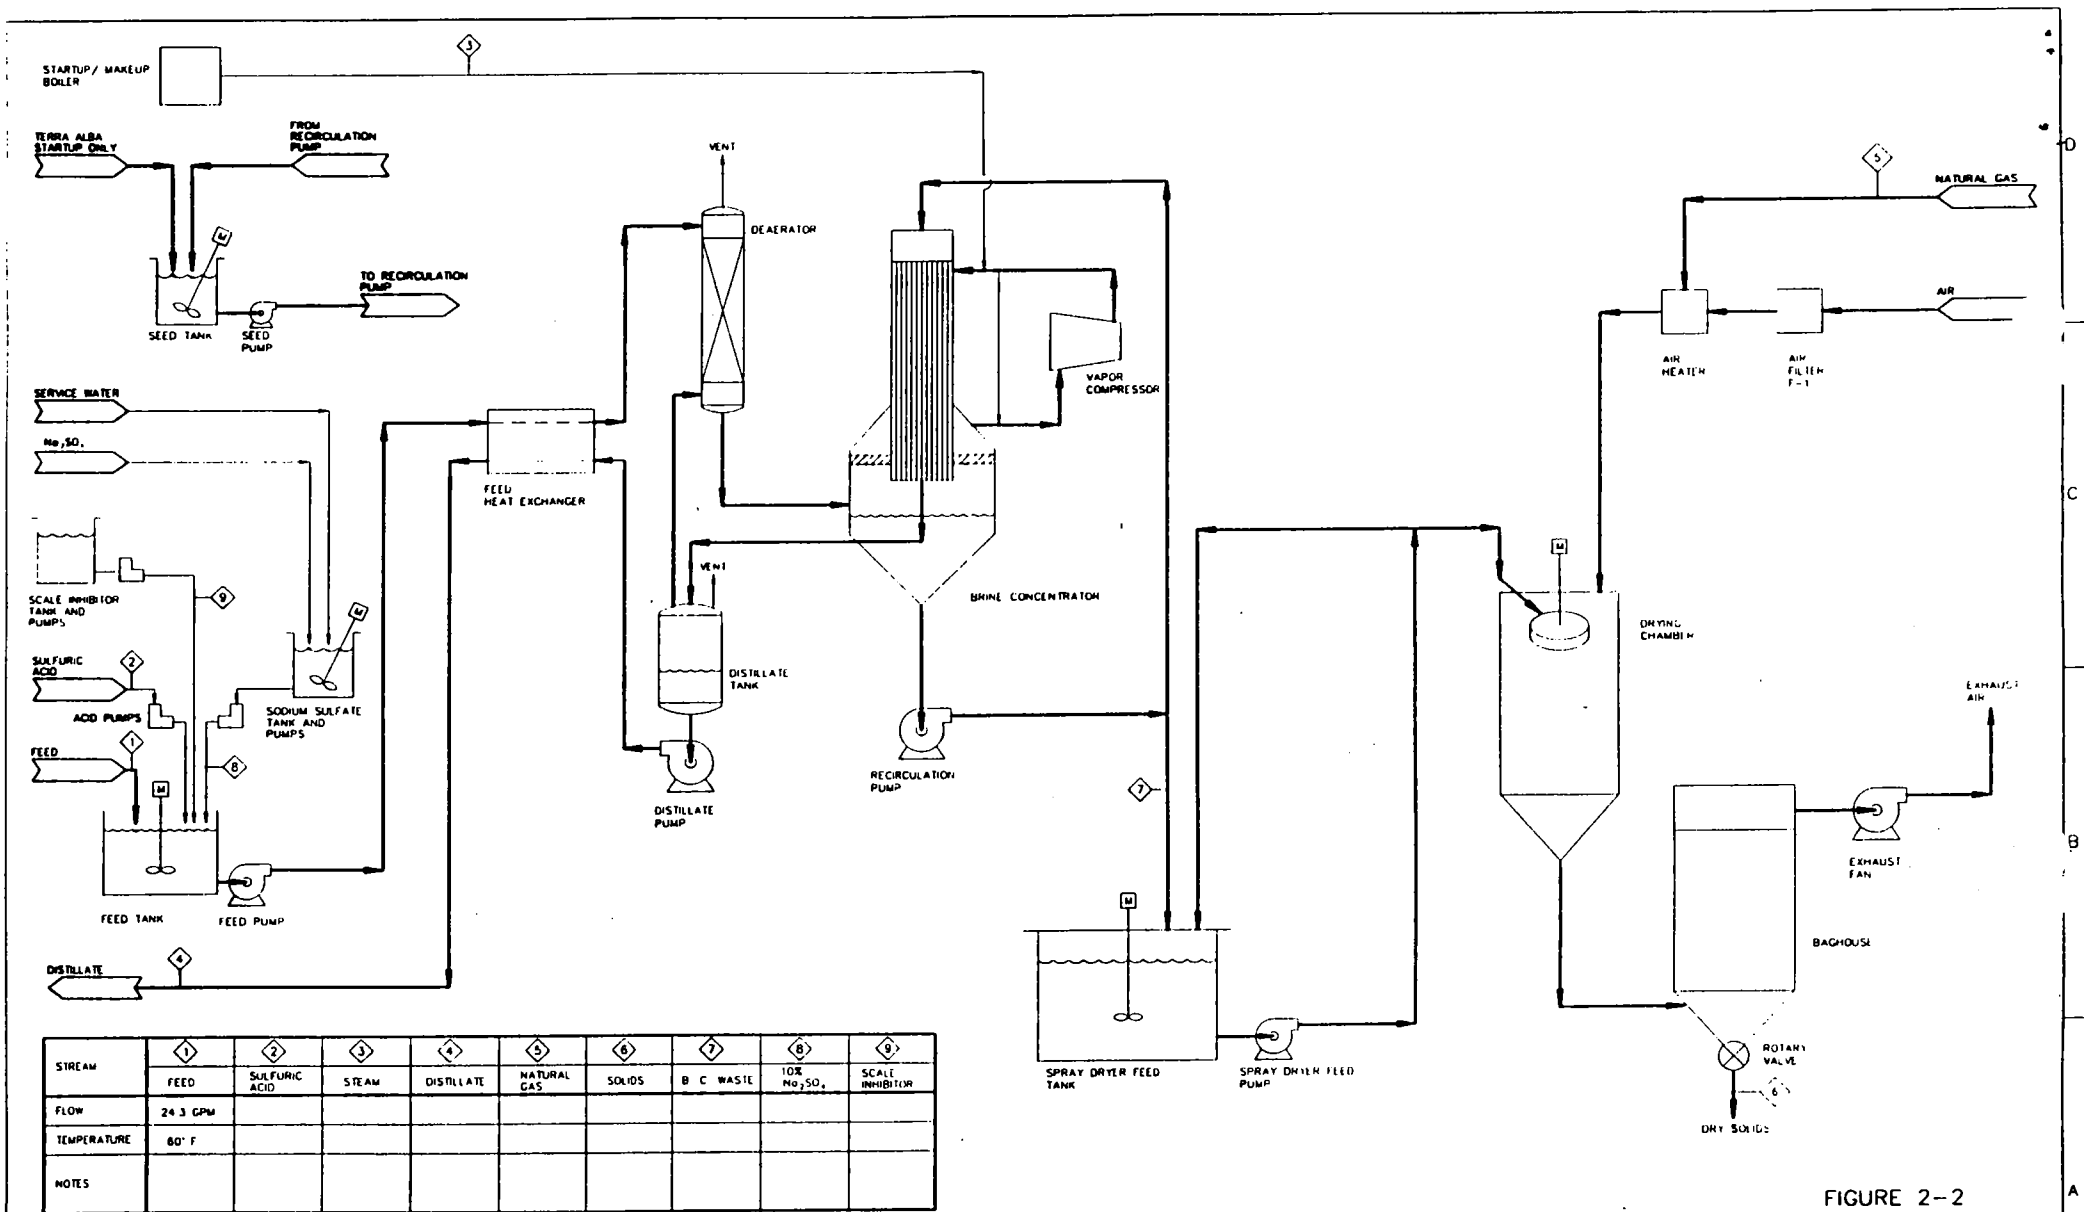 3
STARTUP/ MAKEUP
BOILER
TERRA ALBA
STARTUP ONLY
FROM
RECIRCULATION
PUMP
M
SEED TANK
SEED
PUMP
TO RECIRCULATION
PUMP
VENT
DEAERATOR
VAPOR
COMPRESSOR
5
NATURAL GAS
D
AIR
AIR
HEATER
AIR
FILTER
F-1
SERVICE WATER
Na₂SO₄
FEED
HEAT EXCHANGER
C
SCALE INHIBITOR
TANK AND
PUMPS
9
M
VENT
BRINE CONCENTRATOR
M
DRYING
CHAMBER
SULFURIC
ACID
2
ACID PUMPS
SODIUM SULFATE
TANK AND
PUMPS
DISTILLATE
TANK
EXHAUST
AIR
FEED
1
8
M
RECIRCULATION
PUMP
7
DISTILLATE
PUMP
B
EXHAUST
FAN
FEED TANK
FEED PUMP
M
BAGHOUSE
DISTILLATE
4
SPRAY DRYER FEED
TANK
SPRAY DRYER FEED
PUMP
ROTARY
VALVE
6
DRY SOLIDS
STREAM 1 2 3 4 5 6 7 8 9
FEED SULFURIC ACID STEAM DISTILLATE NATURAL GAS SOLIDS B C WASTE 10% Na₂SO₄ SCALE INHIBITOR
FLOW 24.3 GPM
TEMPERATURE 60° F
NOTES
FIGURE 2-2
A